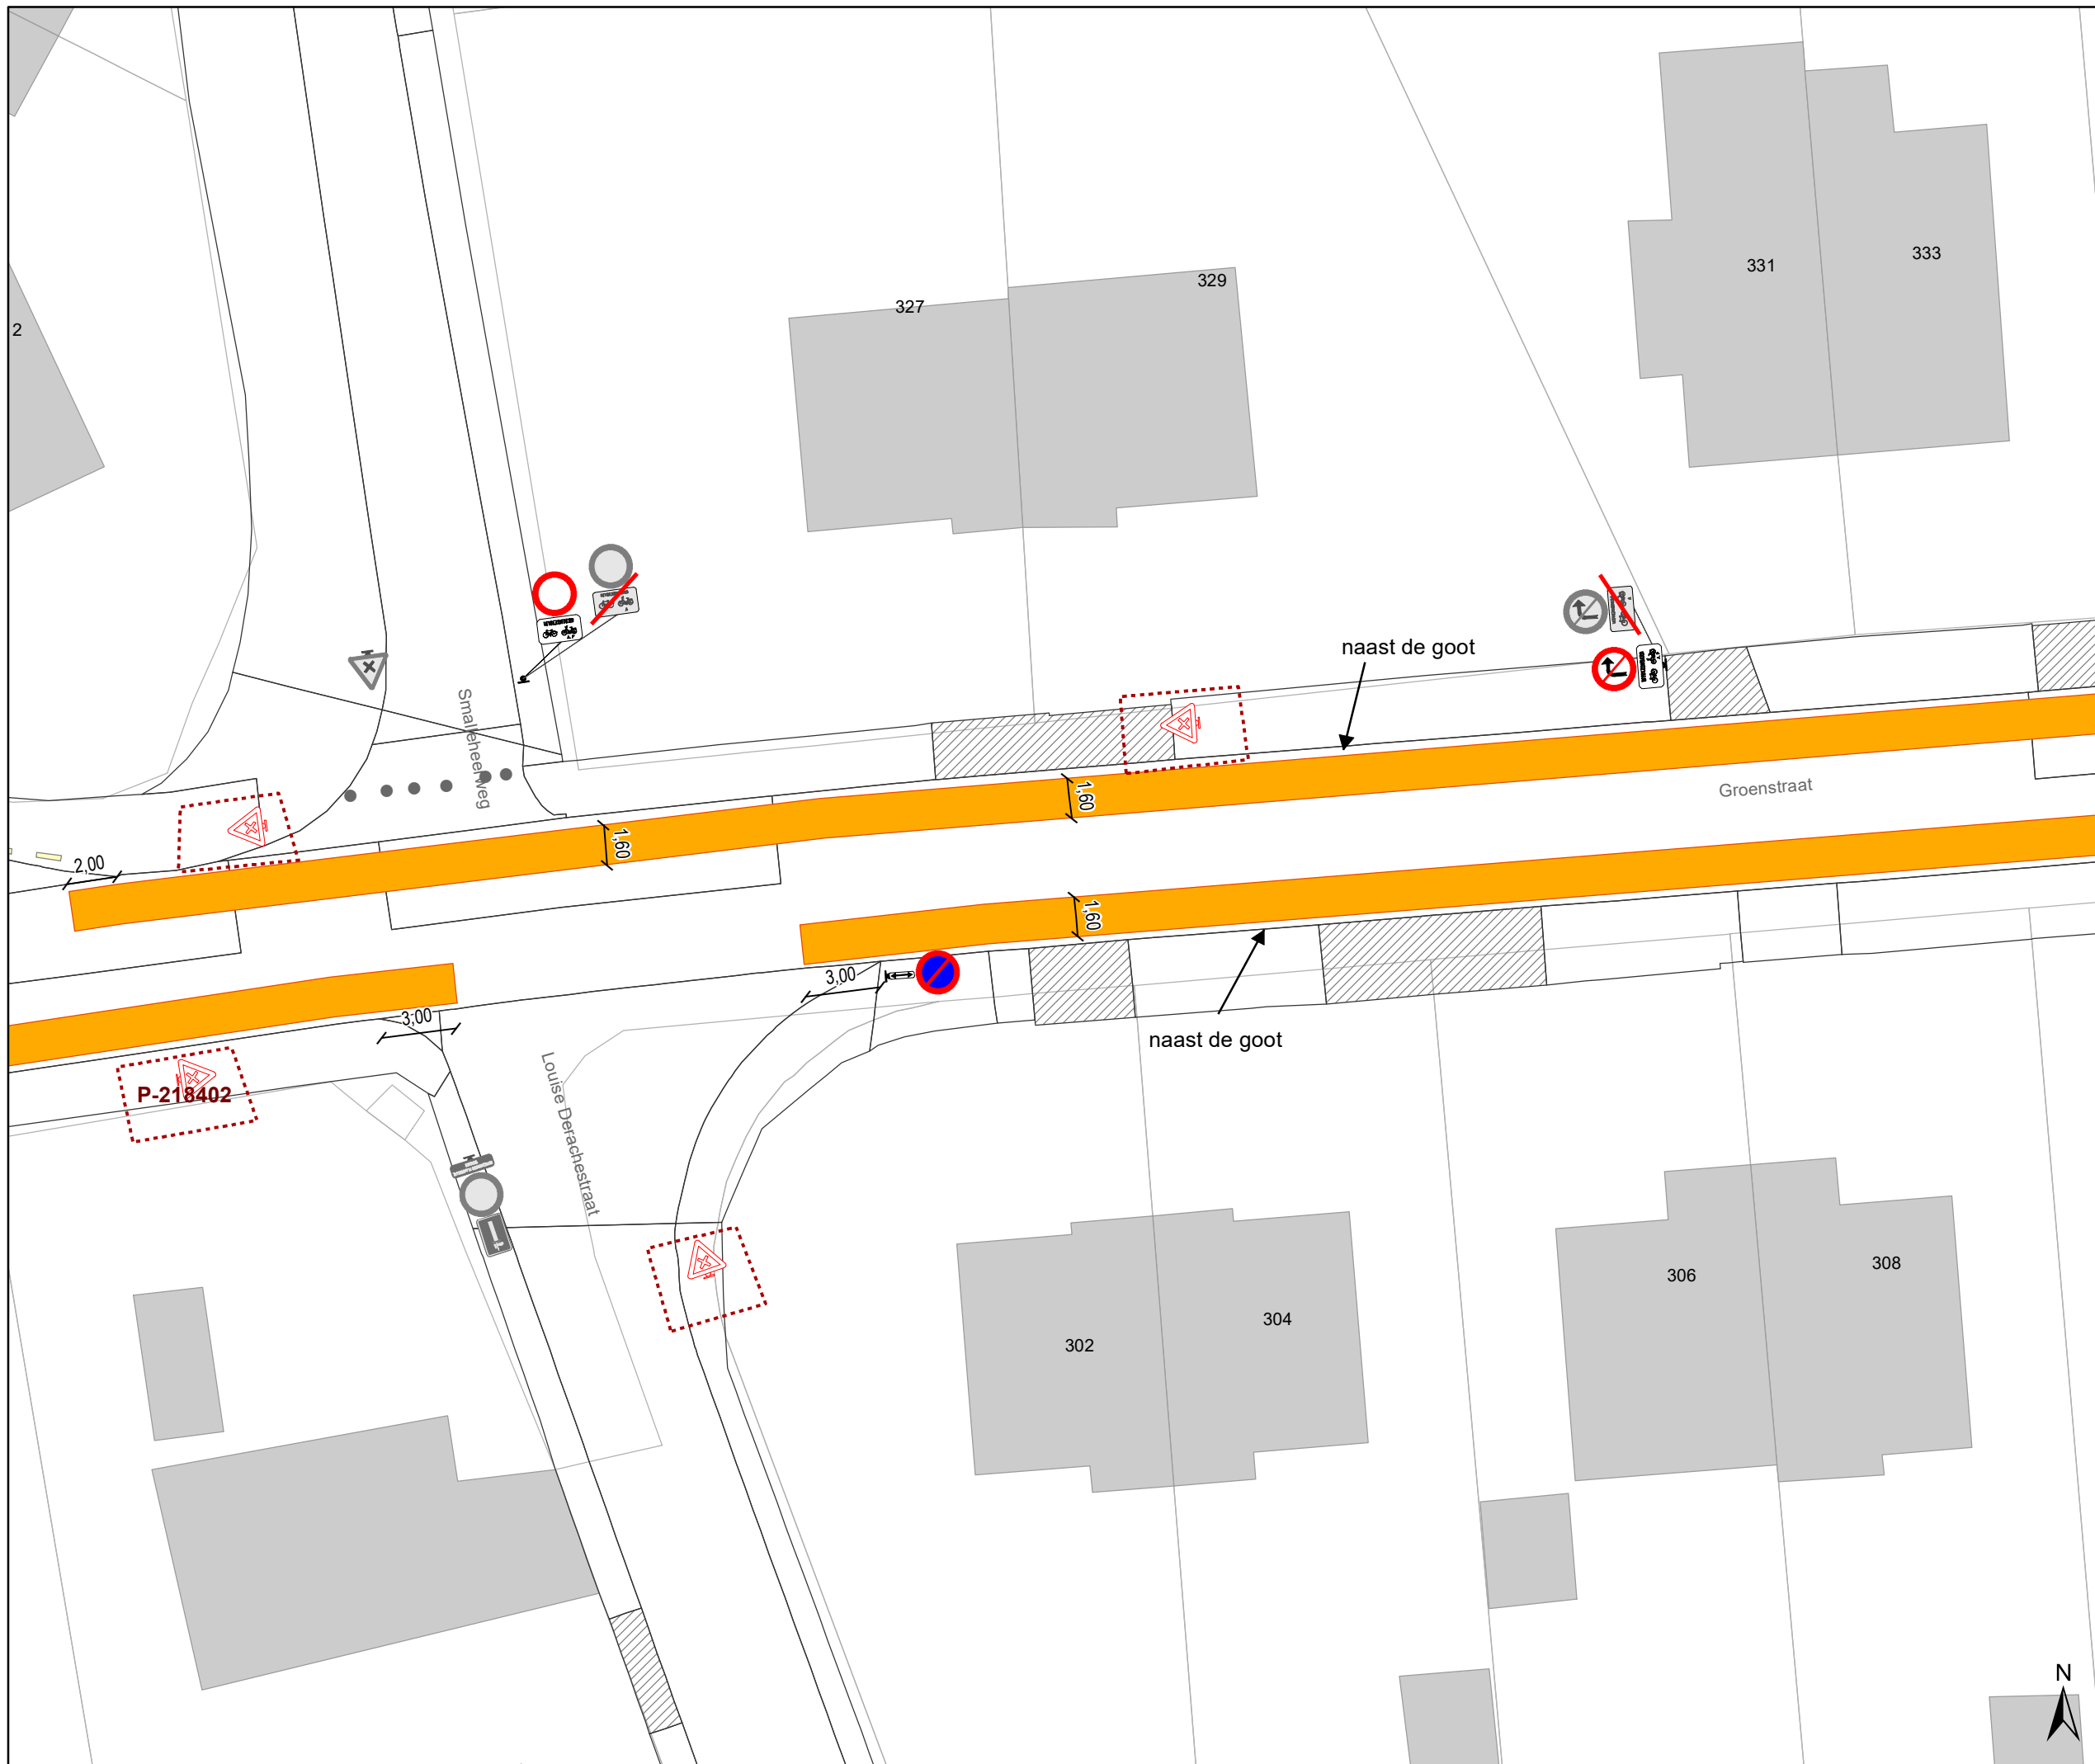 329
333
331
327
2
naast de goot
Smalleheerweg
Groenstraat
1,60
1,60
2,00
1,60
3,00
3,00
naast de goot
P-218402
Louise Derachestraat
308
306
304
302
N